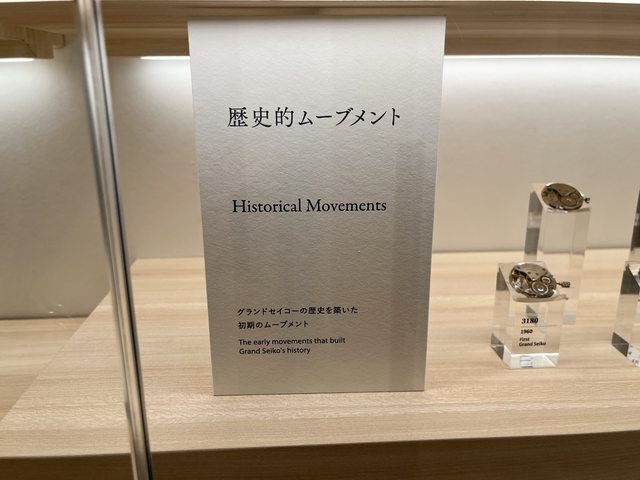 歴史的ムーブメント
Historical Movements
グランドセイコーの歴史を築いた
初期のムーブメント
The early movements that built
Grand Seiko's history
3180
1960
First
Grand Seiko